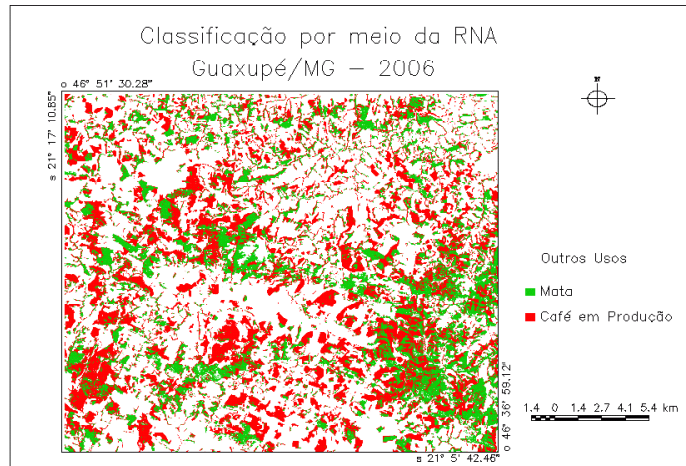 Classificação por meio da RNA
Guaxupé/MG – 2006
o 46° 51' 30.28"
s 21° 17' 10.85"
N
Outros Usos
Mata
Café em Produção
1.4 0 1.4 2.7 4.1 5.4 km
o 46° 36' 59.12"
s 21° 5' 42.46"